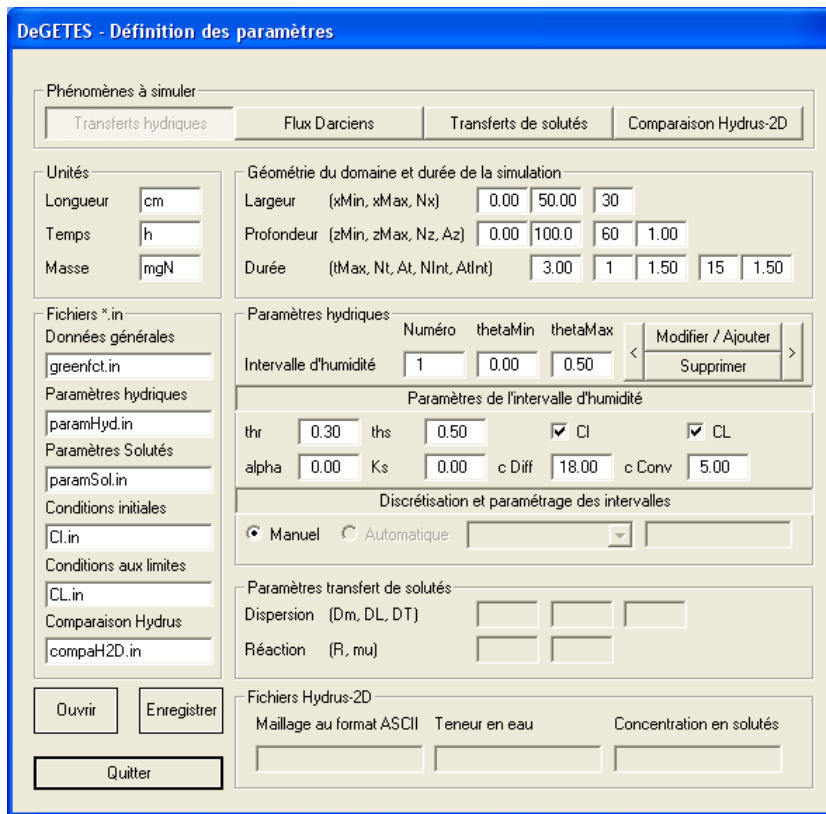 DeGETES - Définition des paramètres
Phénomènes à simuler
Transferts hydriques Flux Darciens Transferts de solutés Comparaison Hydrus-2D
Unités
Longueur cm
Temps h
Masse mgN
Géométrie du domaine et durée de la simulation
Largeur (xMin, xMax, Nx) 0.00 50.00 30
Profondeur (zMin, zMax, Nz, Az) 0.00 100.0 60 1.00
Durée (tMax, Nt, At, NInt, AtInt) 3.00 1 1.50 15 1.50
Fichiers *.in
Données générales
greenfct.in
Paramètres hydriques
paramHyd.in
Paramètres Solutés
paramSol.in
Conditions initiales
CI.in
Conditions aux limites
CL.in
Comparaison Hydrus
compaH2D.in
Paramètres hydriques
Numéro thetaMin thetaMax
Intervalle d'humidité 1 0.00 0.50 < Modifier / Ajouter >
Supprimer
Paramètres de l'intervalle d'humidité
thr 0.30 ths 0.50 CI CL
alpha 0.00 Ks 0.00 c Diff 18.00 c Conv 5.00
Discrétisation et paramétrage des intervalles
Manuel Automatique
Paramètres transfert de solutés
Dispersion (Dm, DL, DT)
Réaction (R, mu)
Ouvrir Enregistrer
Quitter
Fichiers Hydrus-2D
Maillage au format ASCII Teneur en eau Concentration en solutés